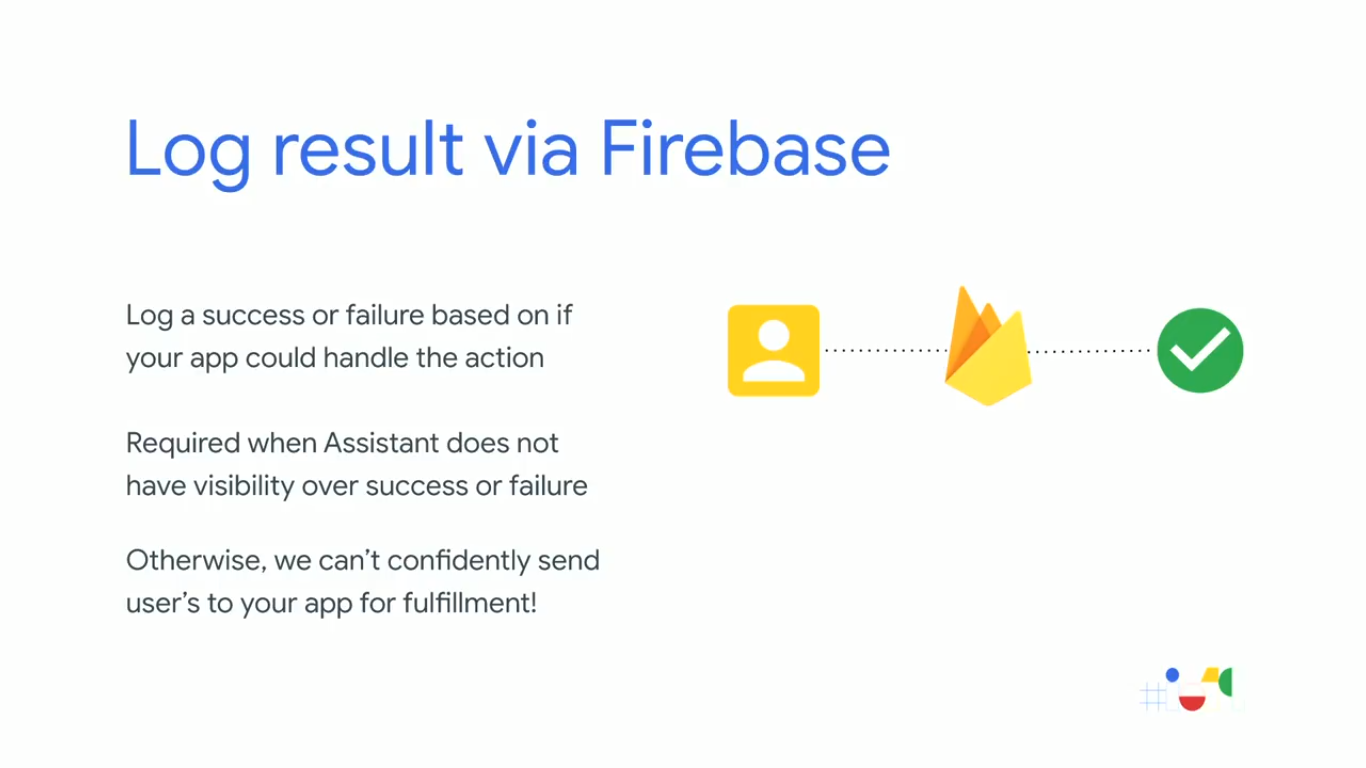 Log result via Firebase
Log a success or failure based on if
your app could handle the action
Required when Assistant does not
have visibility over success or failure
Otherwise, we can’t confidently send
user’s to your app for fulfillment!